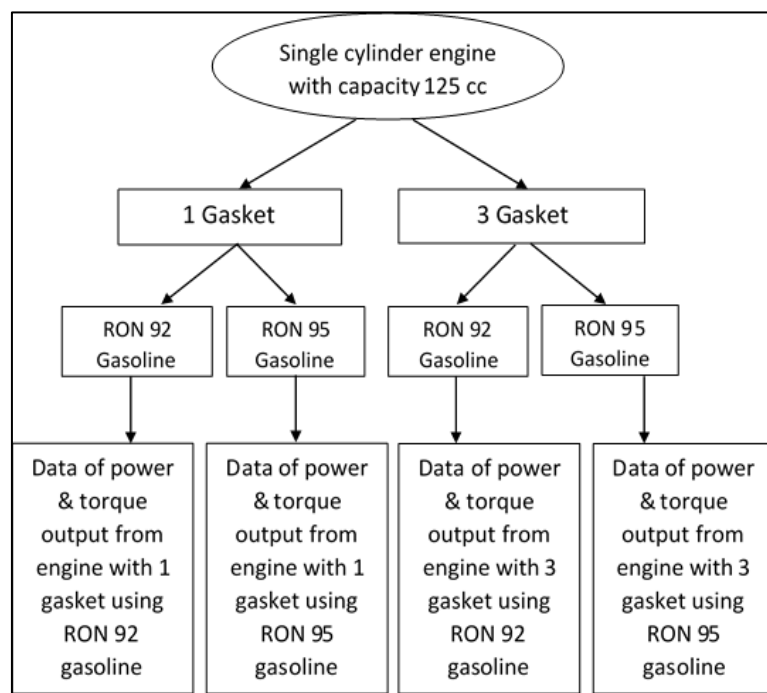 Single cylinder engine
with capacity 125 cc
1 Gasket
3 Gasket
RON 92
Gasoline
RON 95
Gasoline
RON 92
Gasoline
RON 95
Gasoline
Data of power
& torque
output from
engine with 1
gasket using
RON 92
gasoline
Data of power
& torque
output from
engine with 1
gasket using
RON 95
gasoline
Data of power
& torque
output from
engine with 3
gasket using
RON 92
gasoline
Data of power
& torque
output from
engine with 3
gasket using
RON 95
gasoline